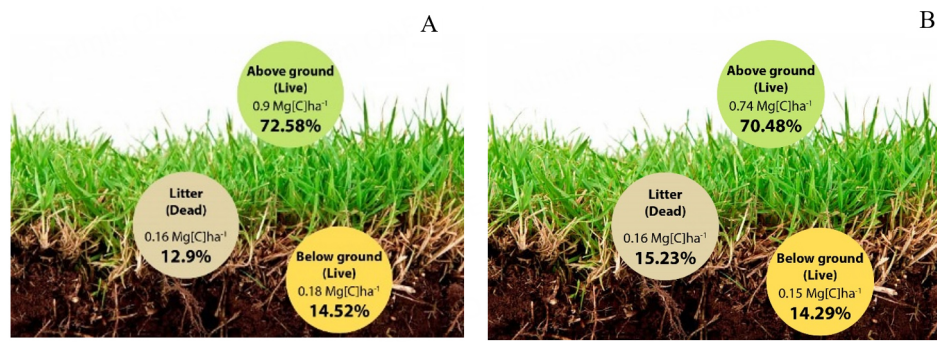 A
Above ground
(Live)
0.9 Mg[C]ha⁻¹
72.58%
Litter
(Dead)
0.16 Mg[C]ha⁻¹
12.9%
Below ground
(Live)
0.18 Mg[C]ha⁻¹
14.52%
B
Above ground
(Live)
0.74 Mg[C]ha⁻¹
70.48%
Litter
(Dead)
0.16 Mg[C]ha⁻¹
15.23%
Below ground
(Live)
0.15 Mg[C]ha⁻¹
14.29%